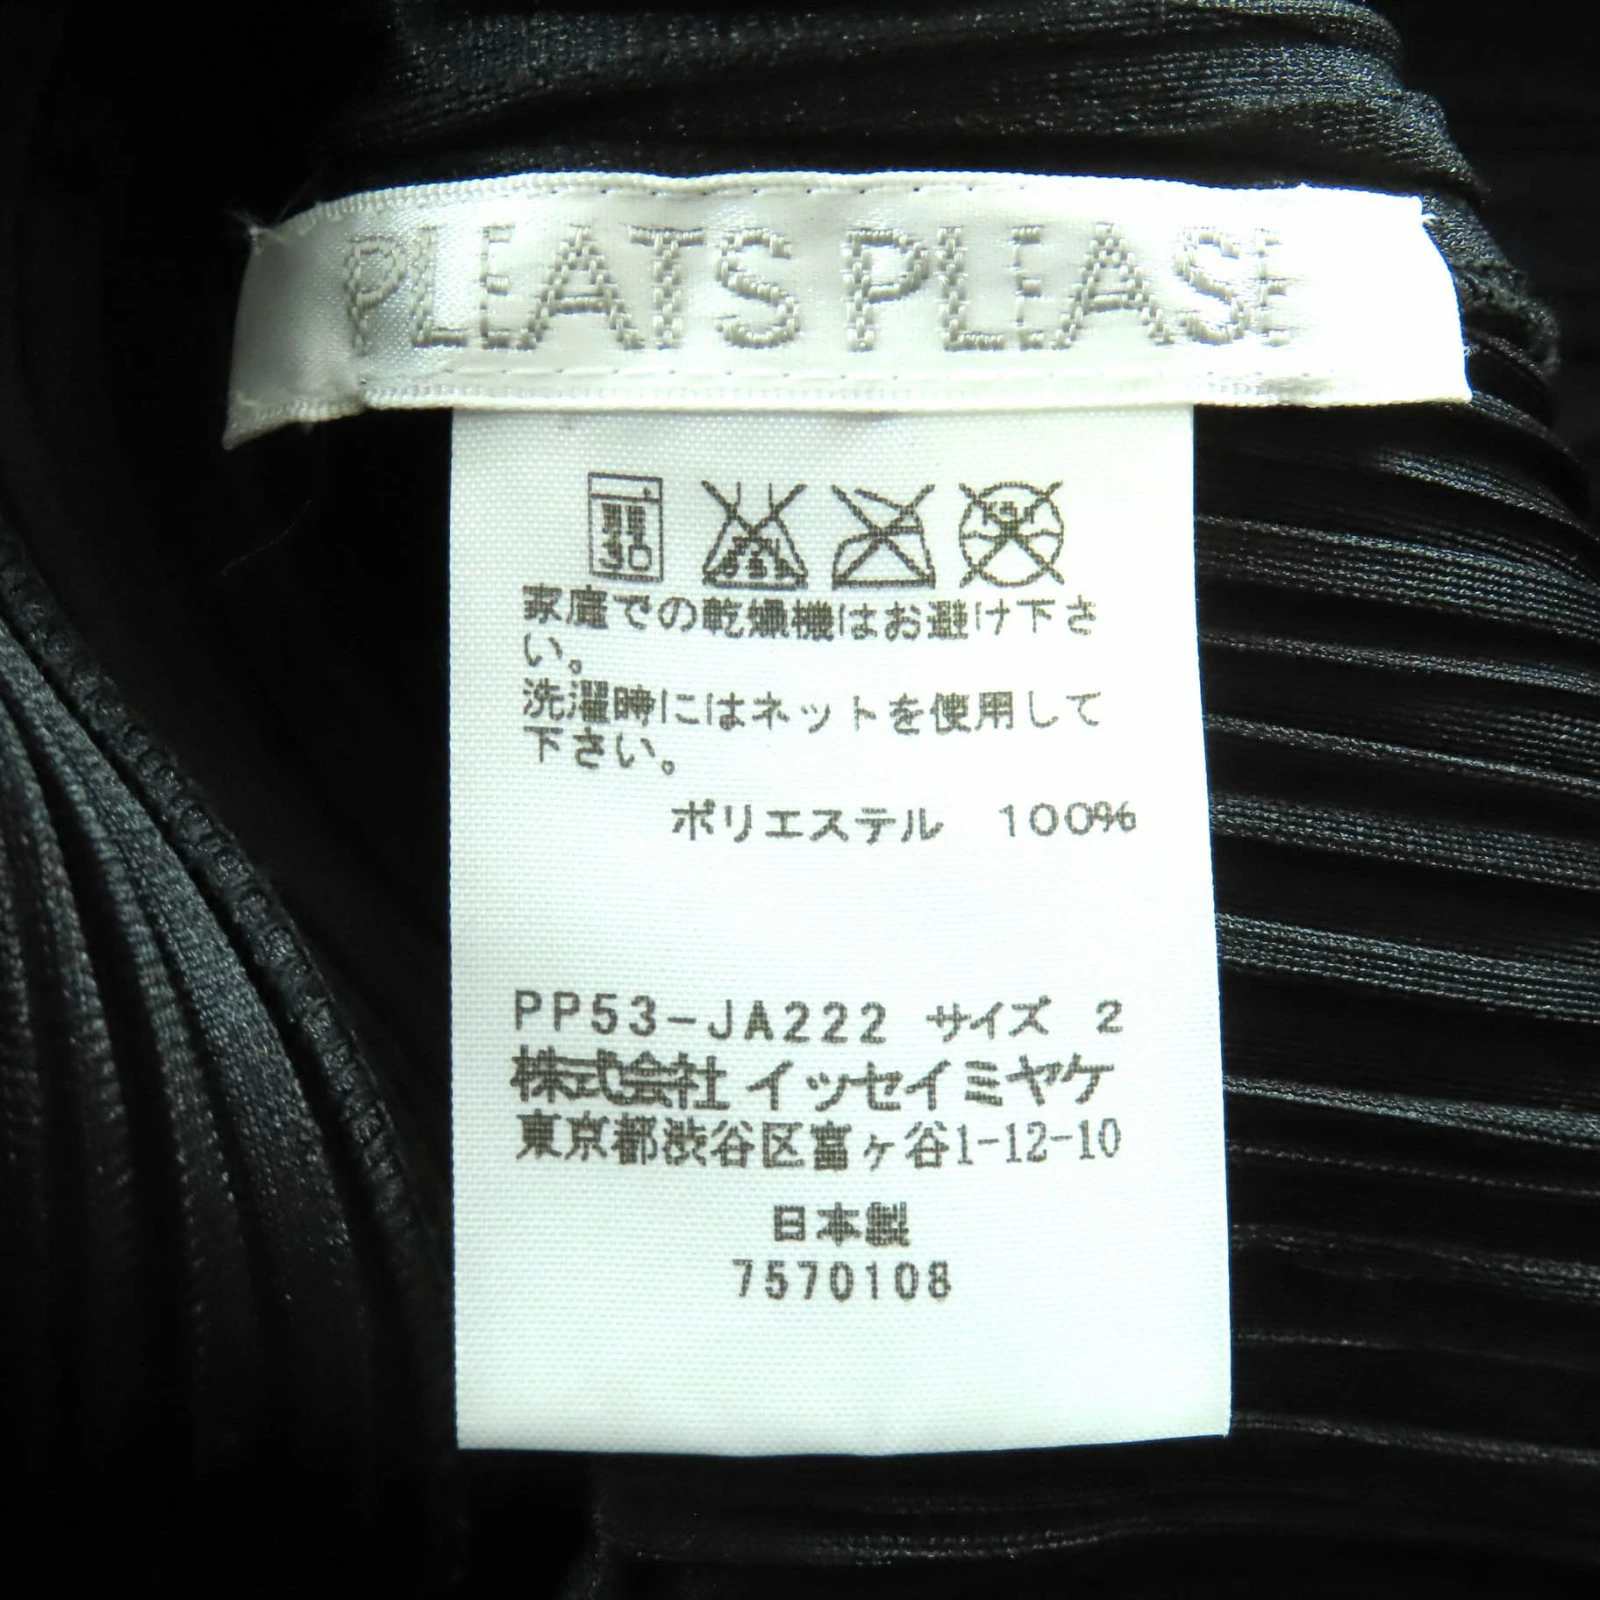 PLEATS PLEASE
弱
30
家庭での乾燥機はお避け下さ
い。
洗濯時にはネットを使用して
下さい。
ポリエステル 100%
PP53-JA222 サイズ 2
株式会社 イッセイミヤケ
東京都渋谷区富ヶ谷1-12-10
日本製
7570108